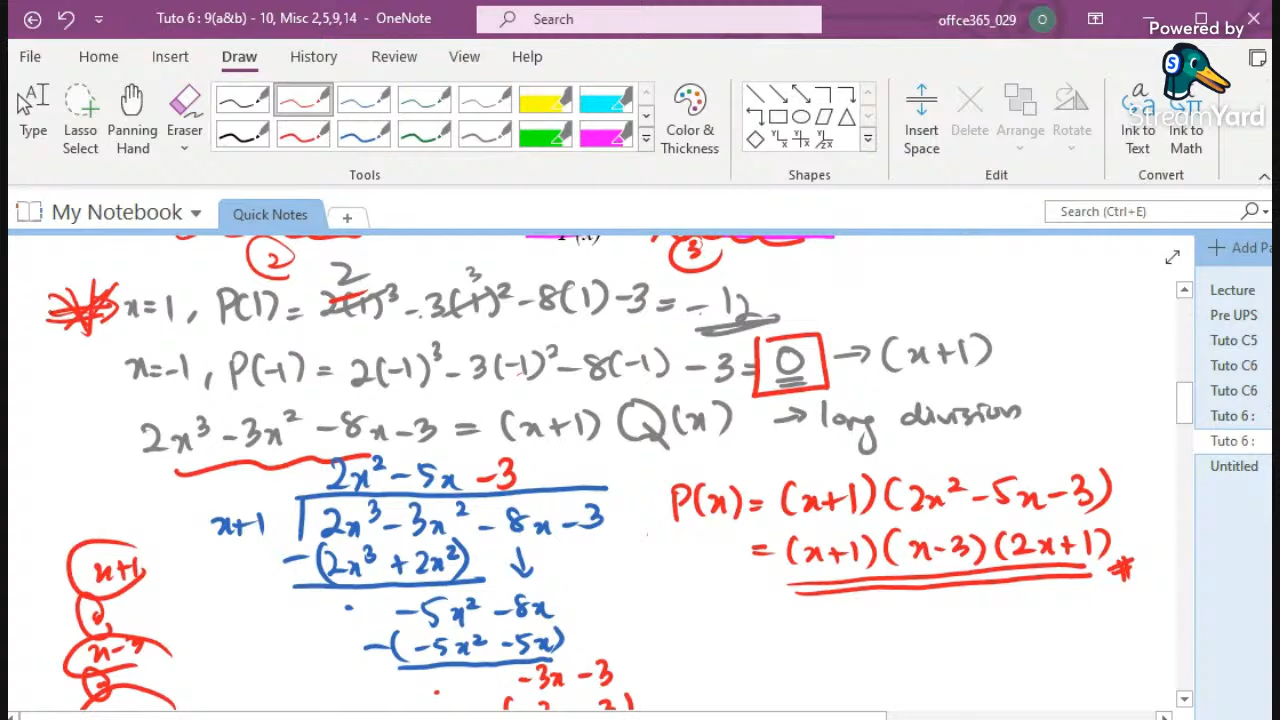 Tuto 6 : 9(a&b) - 10, Misc 2,5,9,14 - OneNote
Search
offce365_029
O
Powered by
StreamYard
File Home Insert Draw History Review View Help
Type
Lasso Select
Panning Hand
Eraser
Color & Thickness
Insert Space
Delete
Arrange
Rotate
Ink to Text
Ink to Math
Tools
Shapes
Edit
Convert
My Notebook
Quick Notes
Search (Ctrl+E)
Add Pa
Lecture
Pre UPS
Tuto C5
Tuto C6
Tuto C6
Tuto 6 :
Tuto 6 :
Untitled
2
3
x=1, P(1) = 2(1)³ - 3(1)² - 8(1) - 3 = -12
2
3
x=-1, P(-1) = 2(-1)³ - 3(-1)² - 8(-1) - 3 = 0 → (x+1)
2x³ - 3x² - 8x - 3 = (x+1) Q(x) → long division
2x² - 5x - 3
x+1 2x³ - 3x² - 8x - 3
-(2x³ + 2x²)
-5x² - 8x
-(-5x² - 5x)
-3x - 3
P(x) = (x+1)(2x² - 5x - 3)
= (x+1)(x-3)(2x+1)
x+1
x-3